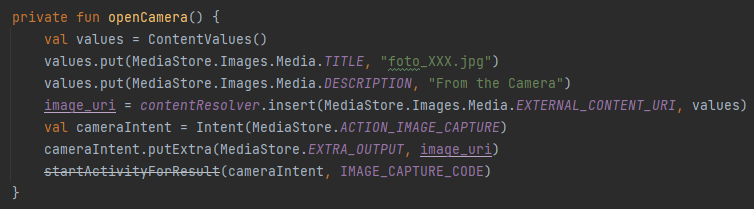 private fun openCamera() {
    val values = ContentValues()
    values.put(MediaStore.Images.Media.TITLE, "foto_XXX.jpg")
    values.put(MediaStore.Images.Media.DESCRIPTION, "From the Camera")
    image_uri = contentResolver.insert(MediaStore.Images.Media.EXTERNAL_CONTENT_URI, values)
    val cameraIntent = Intent(MediaStore.ACTION_IMAGE_CAPTURE)
    cameraIntent.putExtra(MediaStore.EXTRA_OUTPUT, image_uri)
    startActivityForResult(cameraIntent, IMAGE_CAPTURE_CODE)
}